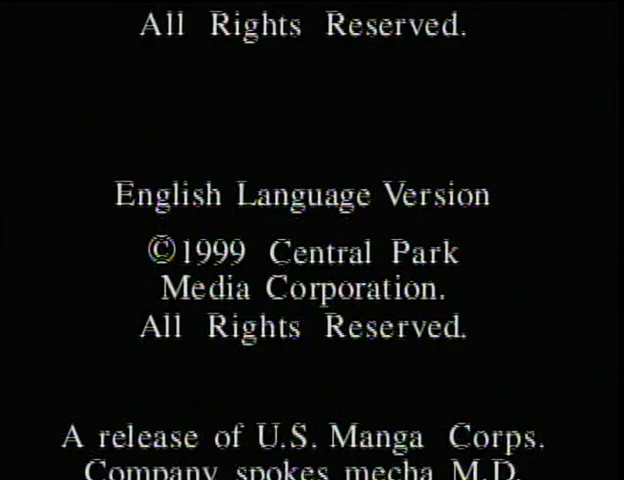 All Rights Reserved.
English Language Version
©1999 Central Park
Media Corporation.
All Rights Reserved.
A release of U.S. Manga Corps.
Company spokes mecha M.D.